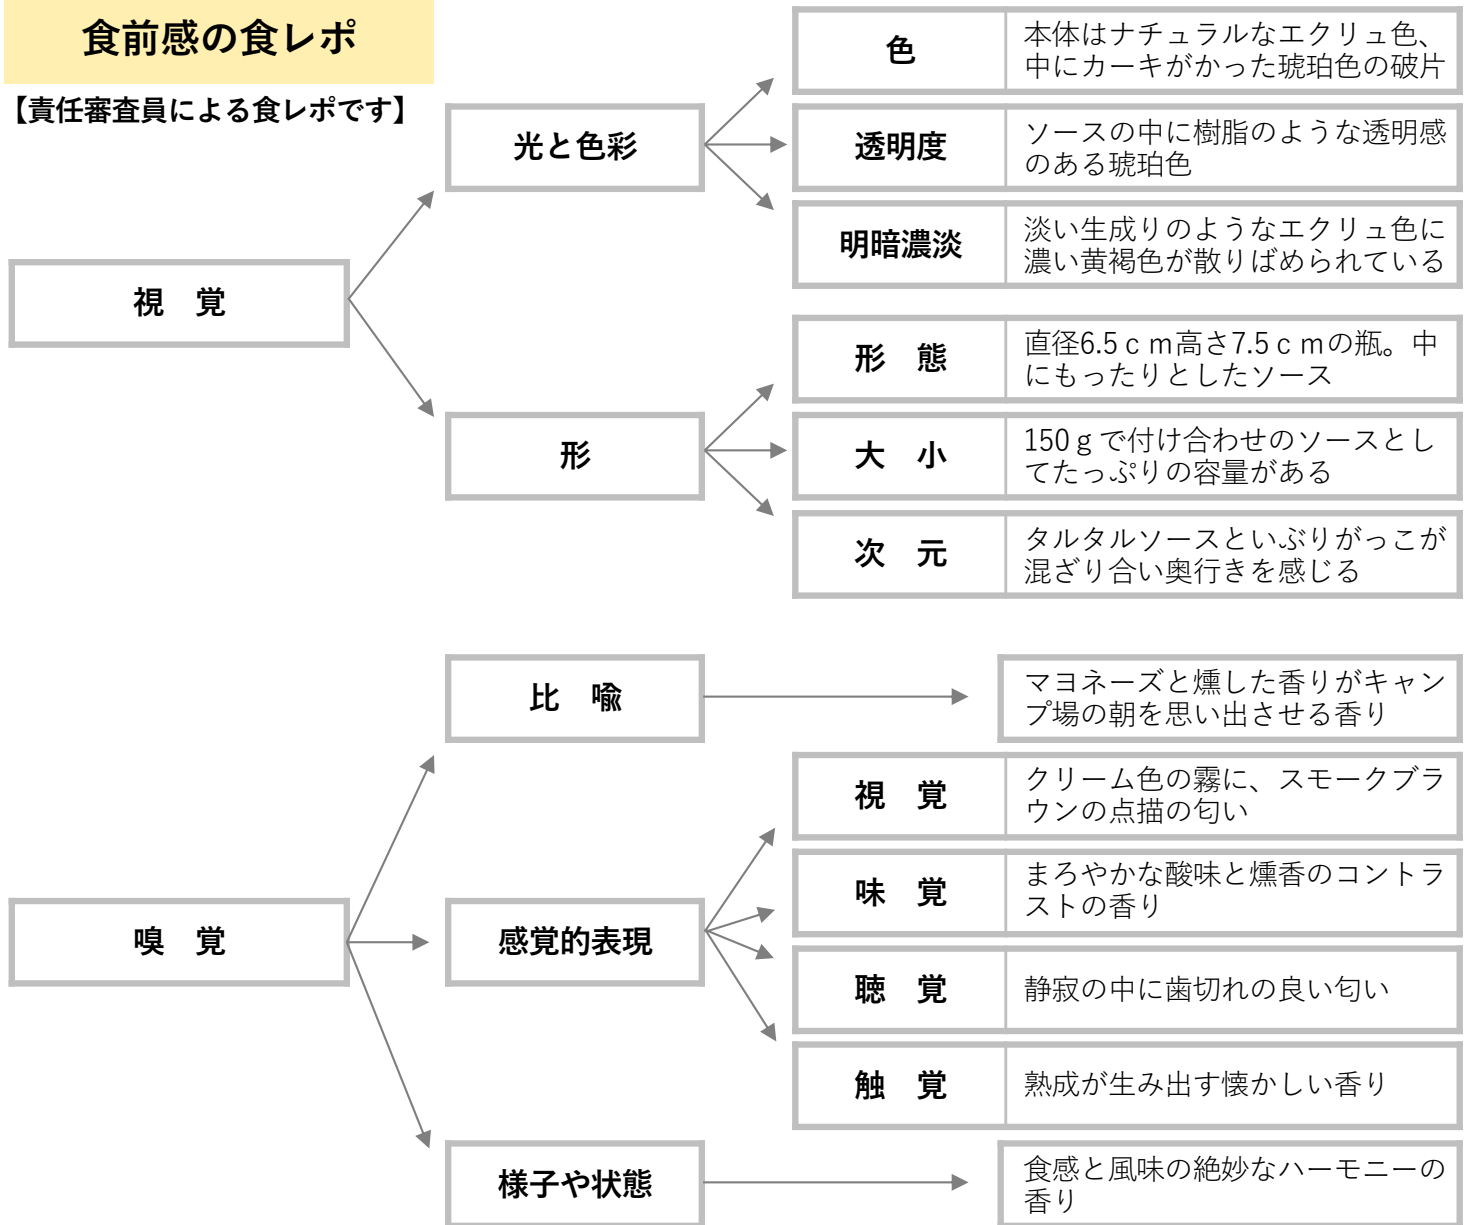 食前感の食レポ
【責任審査員による食レポです】
視　覚
光と色彩
色
本体はナチュラルなエクリュ色、
中にカーキがかった琥珀色の破片
透明度
ソースの中に樹脂のような透明感
のある琥珀色
明暗濃淡
淡い生成りのようなエクリュ色に
濃い黄褐色が散りばめられている
形
形　態
直径6.5ｃｍ高さ7.5ｃｍの瓶。中
にもったりとしたソース
大　小
150ｇで付け合わせのソースとし
てたっぷりの容量がある
次　元
タルタルソースといぶりがっこが
混ざり合い奥行きを感じる
嗅　覚
比　喩
マヨネーズと燻した香りがキャン
プ場の朝を思い出させる香り
感覚的表現
視　覚
クリーム色の霧に、スモークブラ
ウンの点描の匂い
味　覚
まろやかな酸味と燻香のコントラ
ストの香り
聴　覚
静寂の中に歯切れの良い匂い
触　覚
熟成が生み出す懐かしい香り
様子や状態
食感と風味の絶妙なハーモニーの
香り